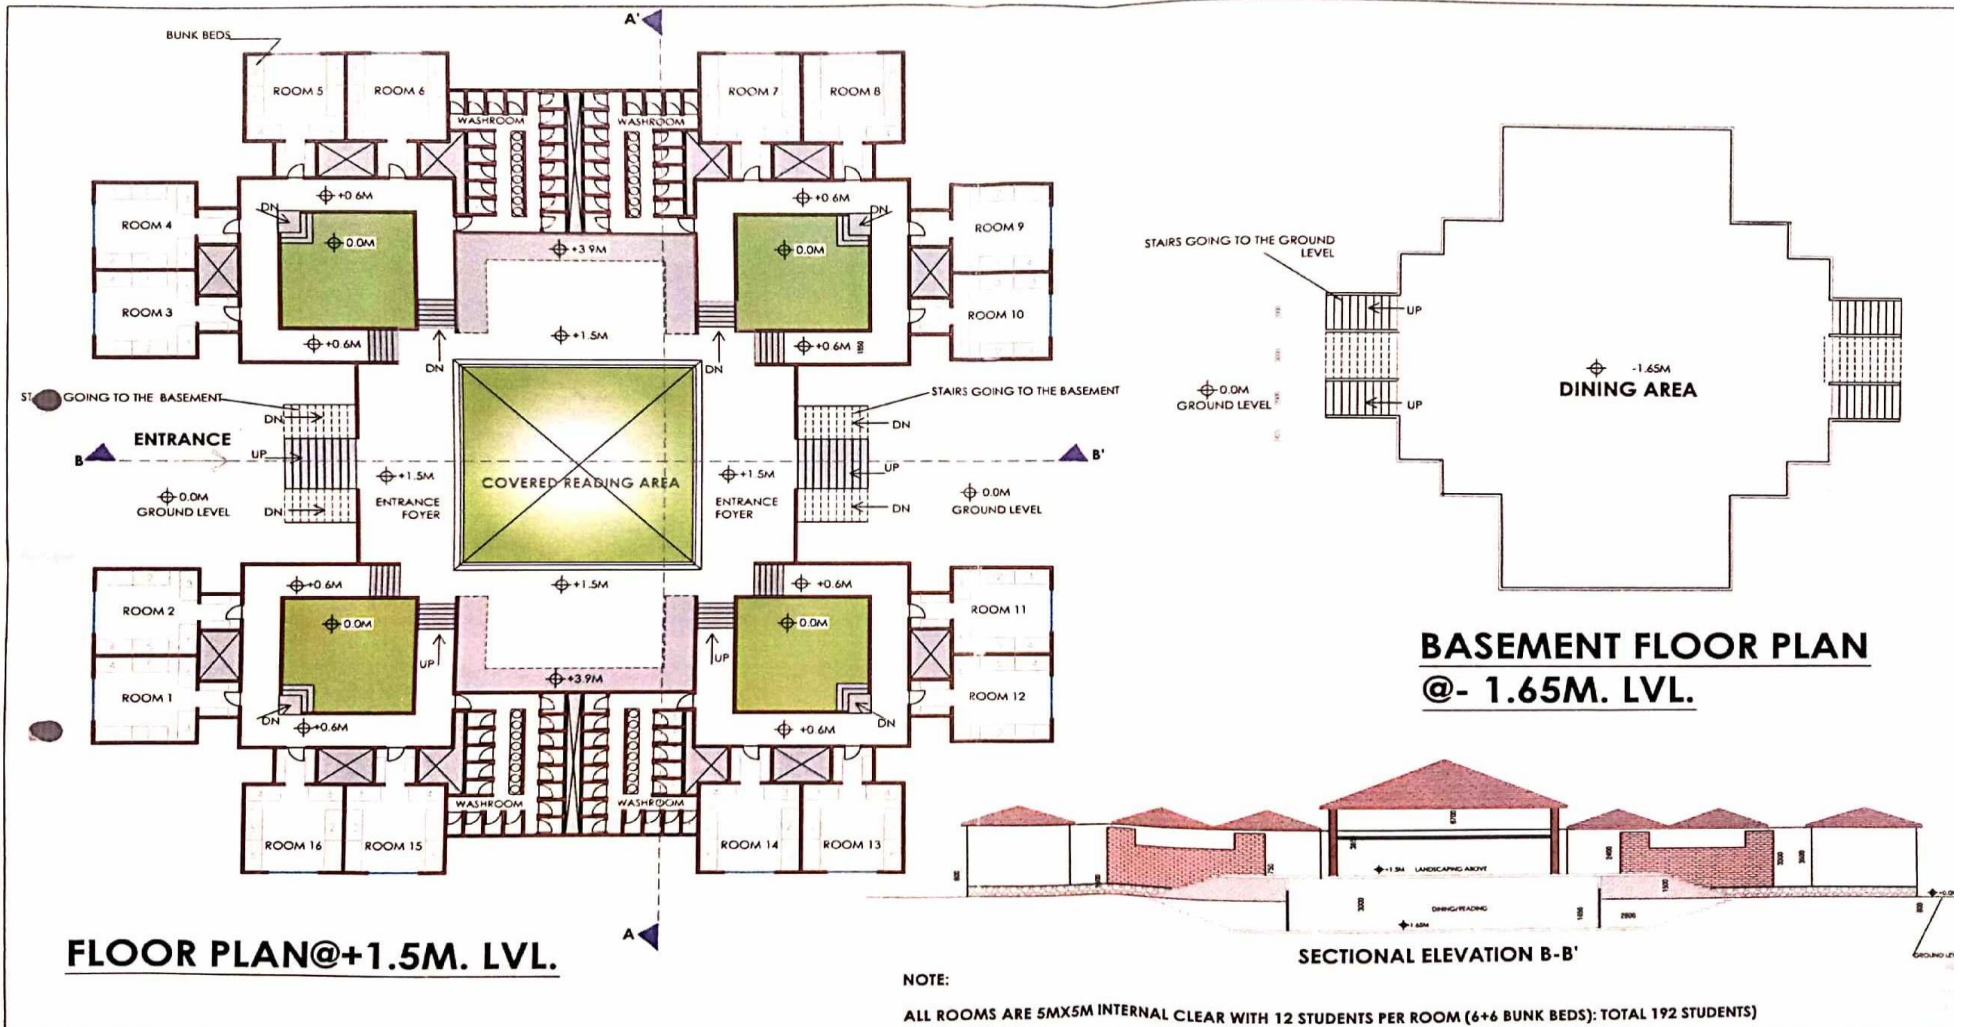 A'
BUNK BEDS
ROOM 5
ROOM 6
ROOM 7
ROOM 8
WASHROOM
WASHROOM
+0.6M
+0.6M
DN
DN
ROOM 4
ROOM 9
0.0M
+3.9M
0.0M
ROOM 3
ROOM 10
+0.6M
+1.5M
+0.6M
DN
DN
GOING TO THE BASEMENT
STAIRS GOING TO THE BASEMENT
DN
DN
ENTRANCE
B
UP
UP
B'
+1.5M
ENTRANCE
FOYER
COVERED READING AREA
+1.5M
ENTRANCE
FOYER
0.0M
GROUND LEVEL
0.0M
GROUND LEVEL
DN
DN
+0.6M
+1.5M
+0.6M
ROOM 2
ROOM 11
0.0M
0.0M
UP
UP
ROOM 1
+3.9M
ROOM 12
DN
DN
+0.6M
+0.6M
WASHROOM
WASHROOM
ROOM 16
ROOM 15
ROOM 14
ROOM 13
A
FLOOR PLAN@+1.5M. LVL.
STAIRS GOING TO THE GROUND
LEVEL
UP
0.0M
GROUND LEVEL
-1.65M
DINING AREA
UP
BASEMENT FLOOR PLAN
@- 1.65M. LVL.
+1.5M LANDSCAPING ABOVE
DINING/READING
-1.65M
SECTIONAL ELEVATION B-B'
NOTE:
ALL ROOMS ARE 5MX5M INTERNAL CLEAR WITH 12 STUDENTS PER ROOM (6+6 BUNK BEDS): TOTAL 192 STUDENTS)